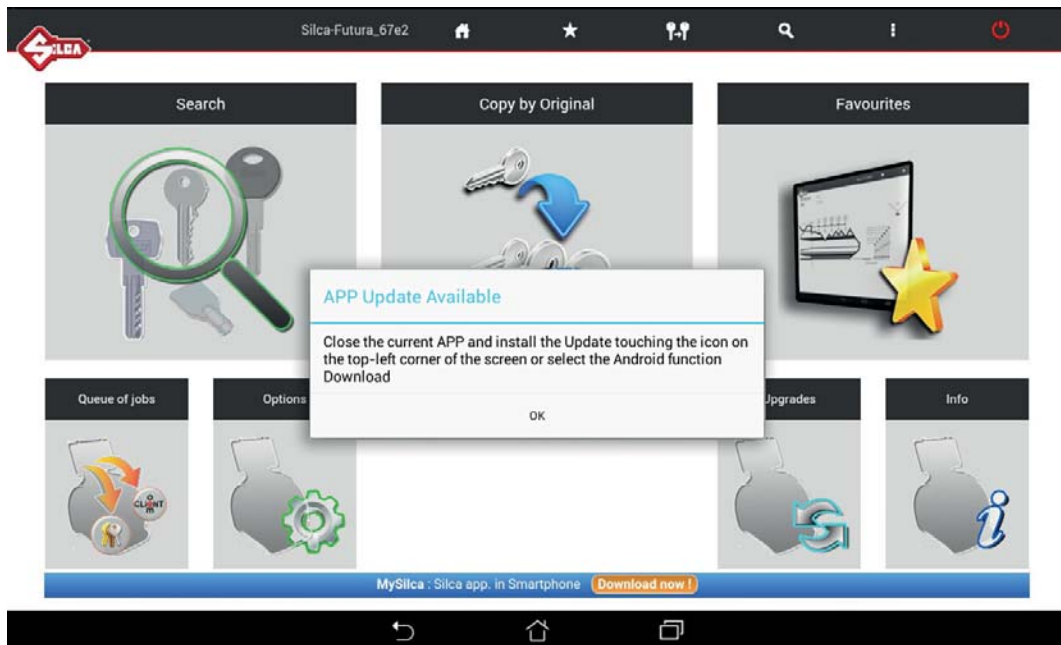 SILCA
Silca-Futura_67e2
Search
Copy by Original
Favourites
APP Update Available
Close the current APP and install the Update touching the icon on
the top-left corner of the screen or select the Android function
Download
OK
Queue of jobs
Options
Upgrades
Info
CLIENT
MySilca : Silca app. in Smartphone Download now !